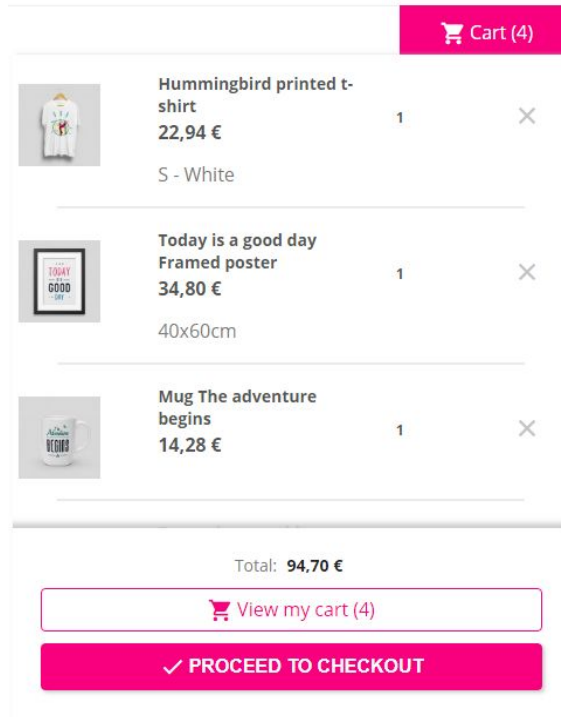 Cart (4)
Hummingbird printed t-
shirt
22,94 €
1
S - White
TODAY
GOOD
DAY
Today is a good day
Framed poster
34,80 €
1
40x60cm
Adventure
BEGINS
Mug The adventure
begins
14,28 €
1
Total: 94,70 €
View my cart (4)
PROCEED TO CHECKOUT